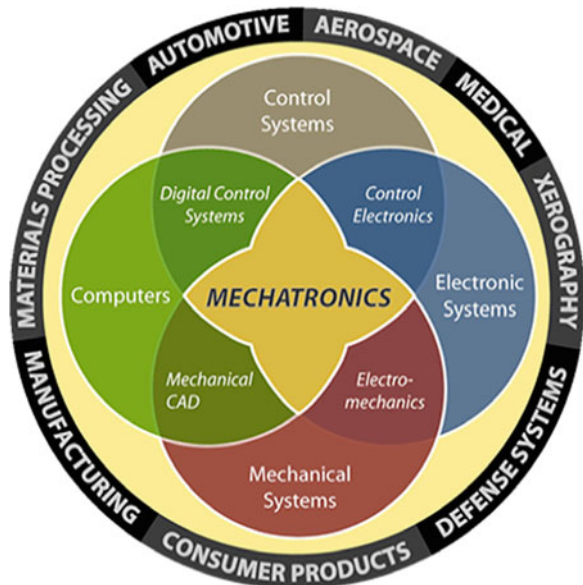 AUTOMOTIVE
AEROSPACE
MEDICAL
XEROGRAPHY
DEFENSE SYSTEMS
CONSUMER PRODUCTS
MANUFACTURING
MATERIALS PROCESSING
Control
Systems
Digital Control
Systems
Control
Electronics
Computers
MECHATRONICS
Electronic
Systems
Mechanical
CAD
Electro-
mechanics
Mechanical
Systems